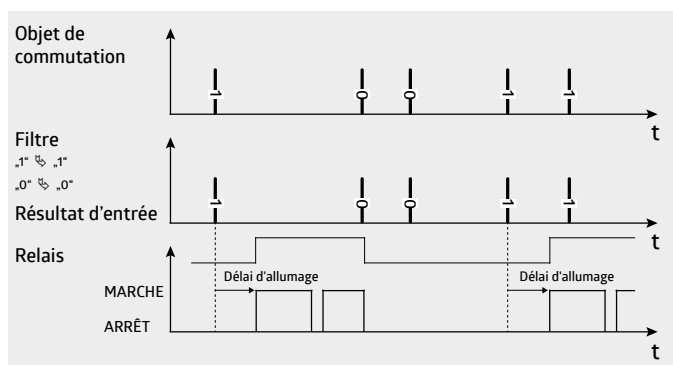 Objet de
commutation
1 0 0 1 1
t
Filtre
„1“ ⇘ „1“
„0“ ⇘ „0“
Résultat d'entrée
1 0 0 1 1
t
Relais
Délai d'allumage Délai d'allumage
MARCHE
ARRÊT
t